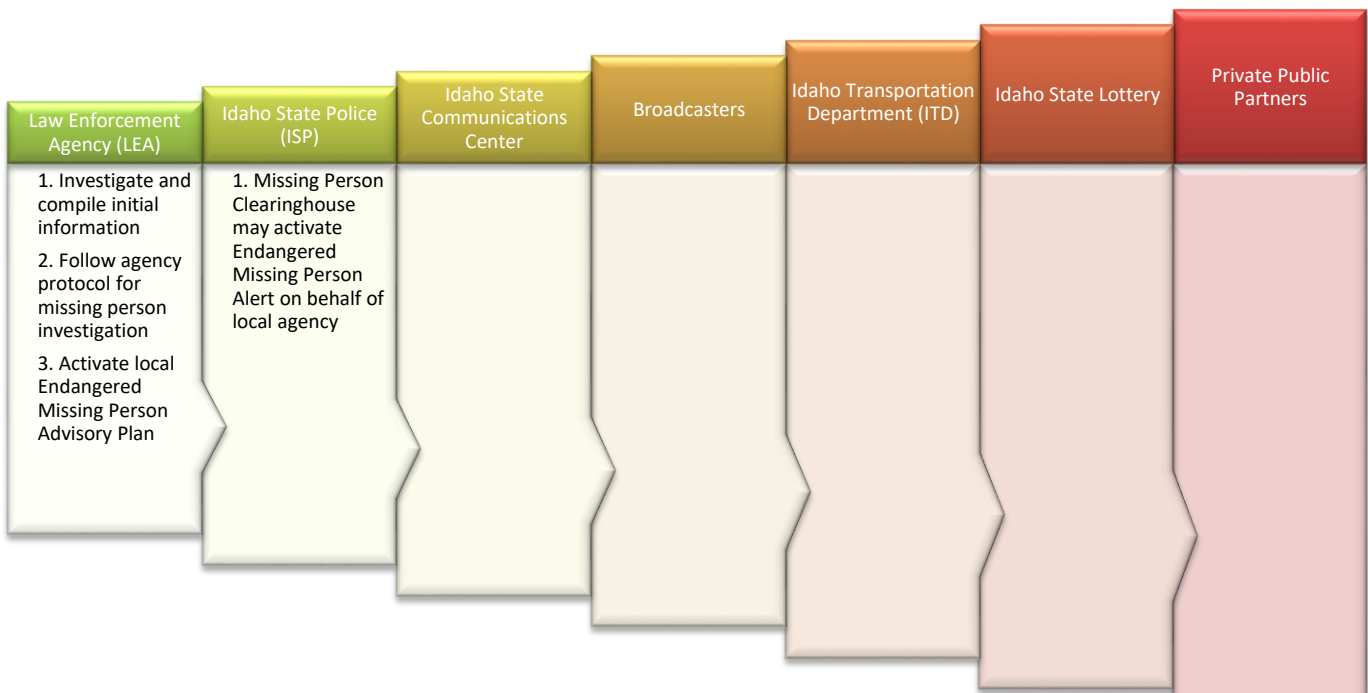 Law Enforcement
Agency (LEA)
Idaho State Police
(ISP)
Idaho State
Communications
Center
Broadcasters
Idaho Transportation
Department (ITD)
Idaho State Lottery
Private Public
Partners
1. Investigate and
compile initial
information
2. Follow agency
protocol for
missing person
investigation
3. Activate local
Endangered
Missing Person
Advisory Plan
1. Missing Person
Clearinghouse
may activate
Endangered
Missing Person
Alert on behalf of
local agency